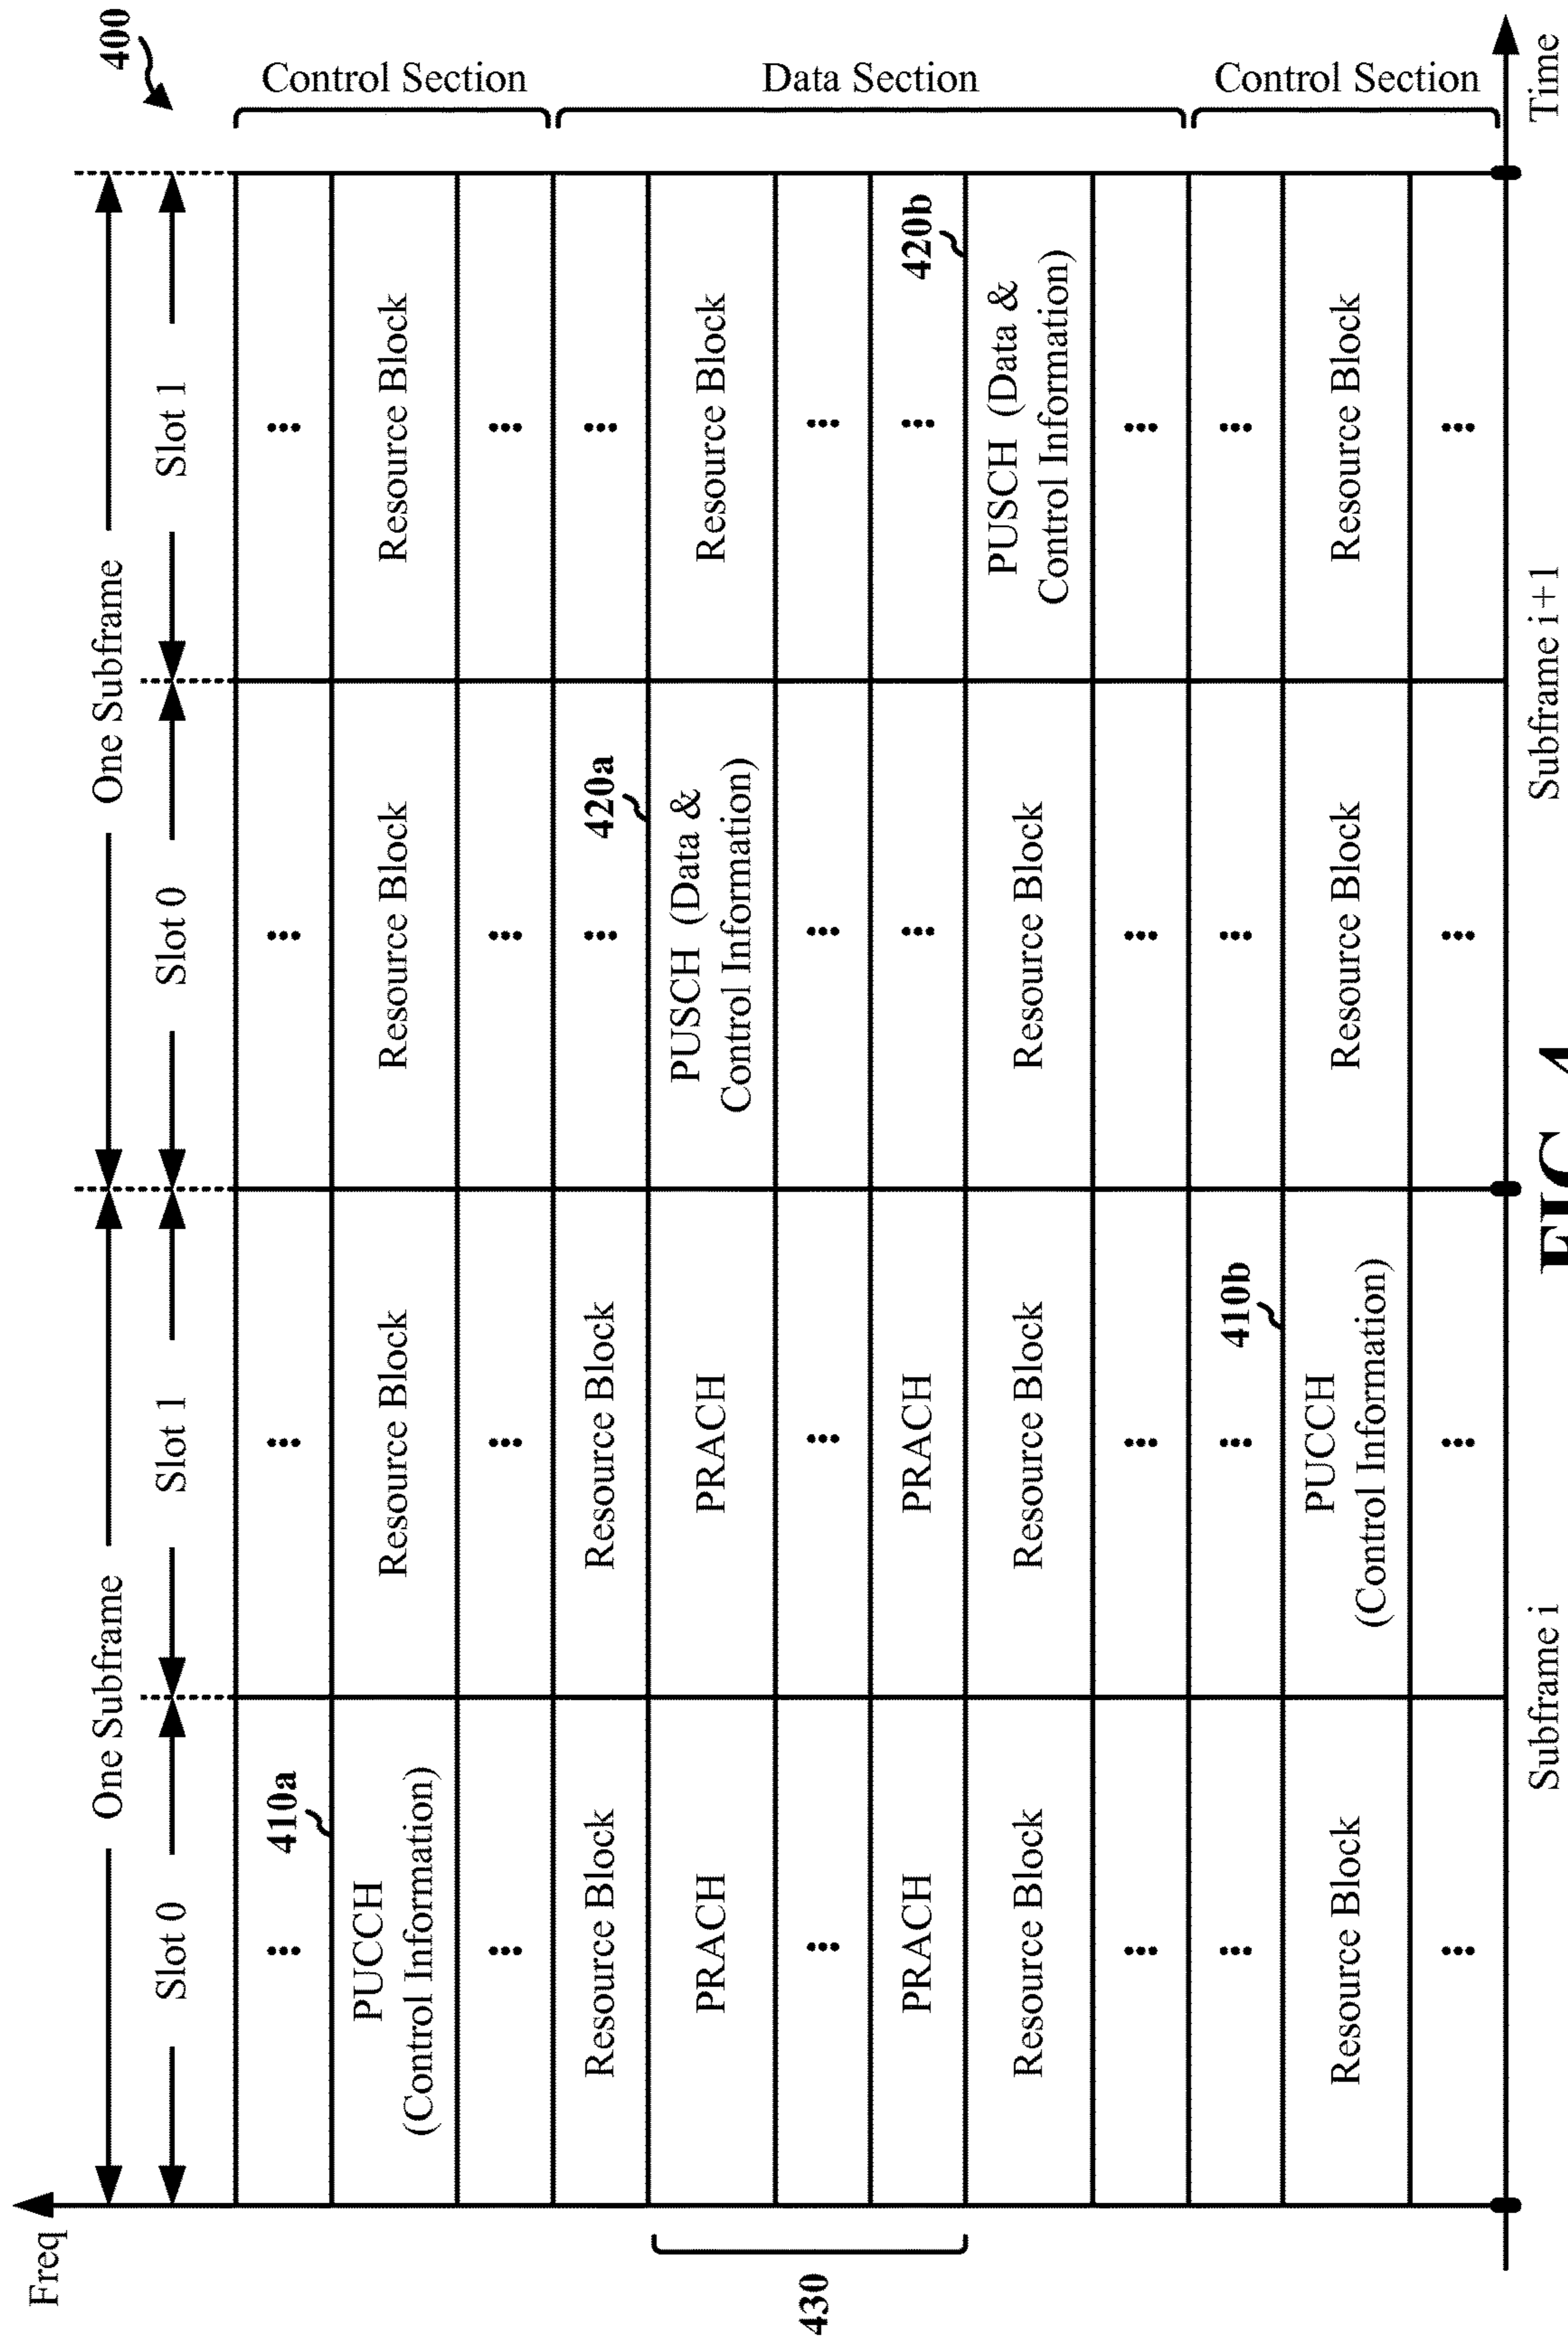 400
Freq
One Subframe
One Subframe
Slot 0
Slot 1
Slot 0
Slot 1
Control Section
Data Section
Control Section
⋮
⋮
⋮
⋮
410a
PUCCH
(Control Information)
Resource Block
Resource Block
Resource Block
⋮
⋮
⋮
⋮
Resource Block
Resource Block
⋮
⋮
420a
430
PRACH
PRACH
PUSCH (Data &
Control Information)
Resource Block
⋮
⋮
⋮
⋮
PRACH
PRACH
⋮
⋮
420b
Resource Block
Resource Block
Resource Block
PUSCH (Data &
Control Information)
⋮
⋮
⋮
⋮
⋮
⋮
⋮
⋮
410b
Resource Block
PUCCH
(Control Information)
Resource Block
Resource Block
⋮
⋮
⋮
⋮
Subframe i
Subframe i+1
Time
FIG. 4